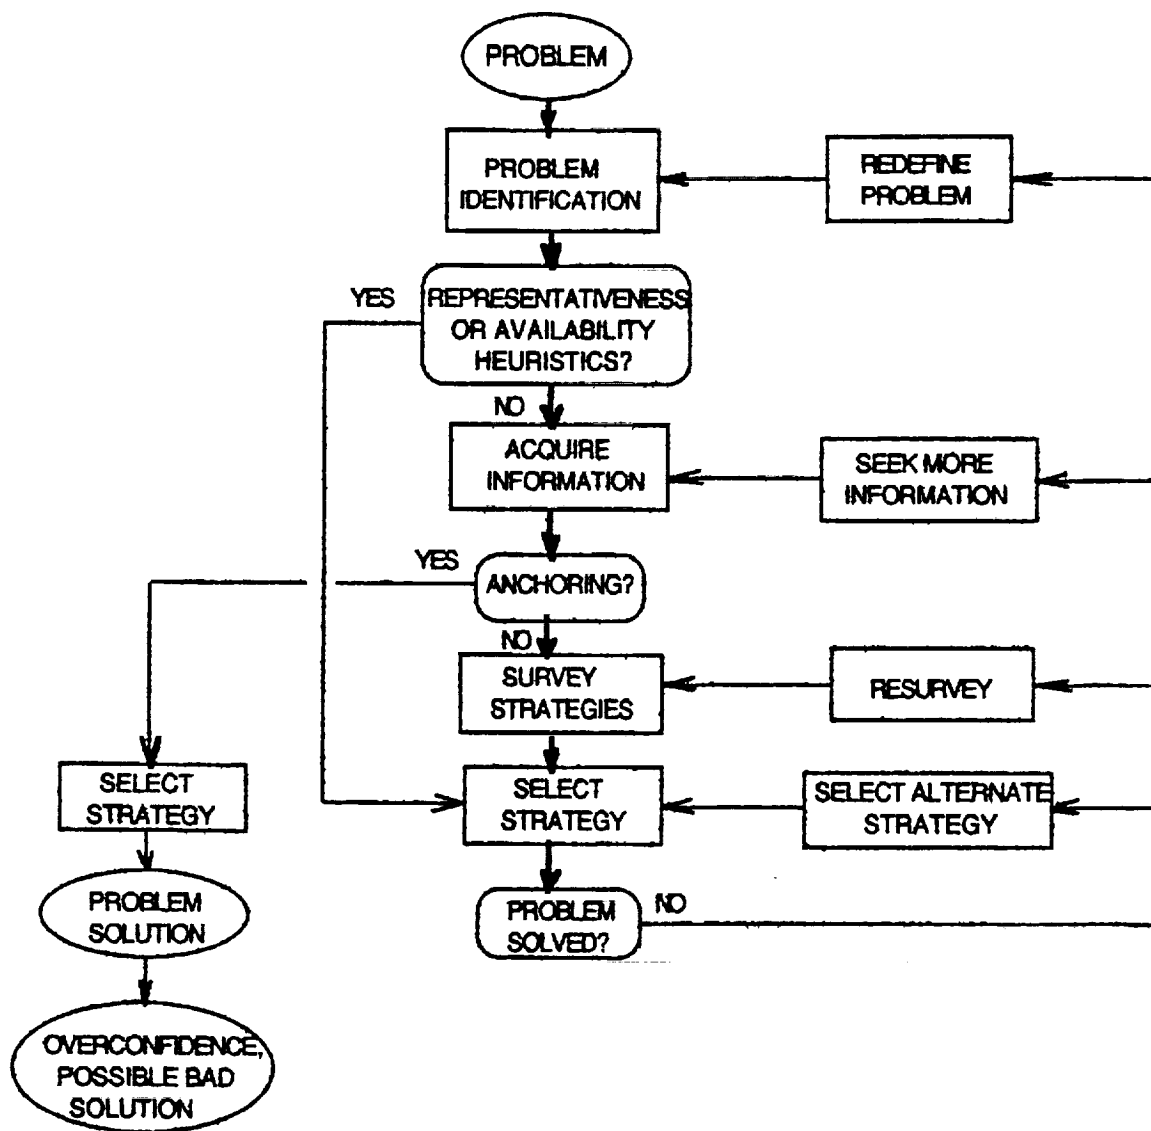 PROBLEM
PROBLEM
IDENTIFICATION
REDEFINE
PROBLEM
YES
REPRESENTATIVENESS
OR AVAILABILITY
HEURISTICS?
NO
ACQUIRE
INFORMATION
SEEK MORE
INFORMATION
YES
ANCHORING?
NO
SURVEY
STRATEGIES
RESURVEY
SELECT
STRATEGY
SELECT
STRATEGY
SELECT ALTERNATE
STRATEGY
PROBLEM
SOLUTION
PROBLEM
SOLVED?
NO
OVERCONFIDENCE,
POSSIBLE BAD
SOLUTION